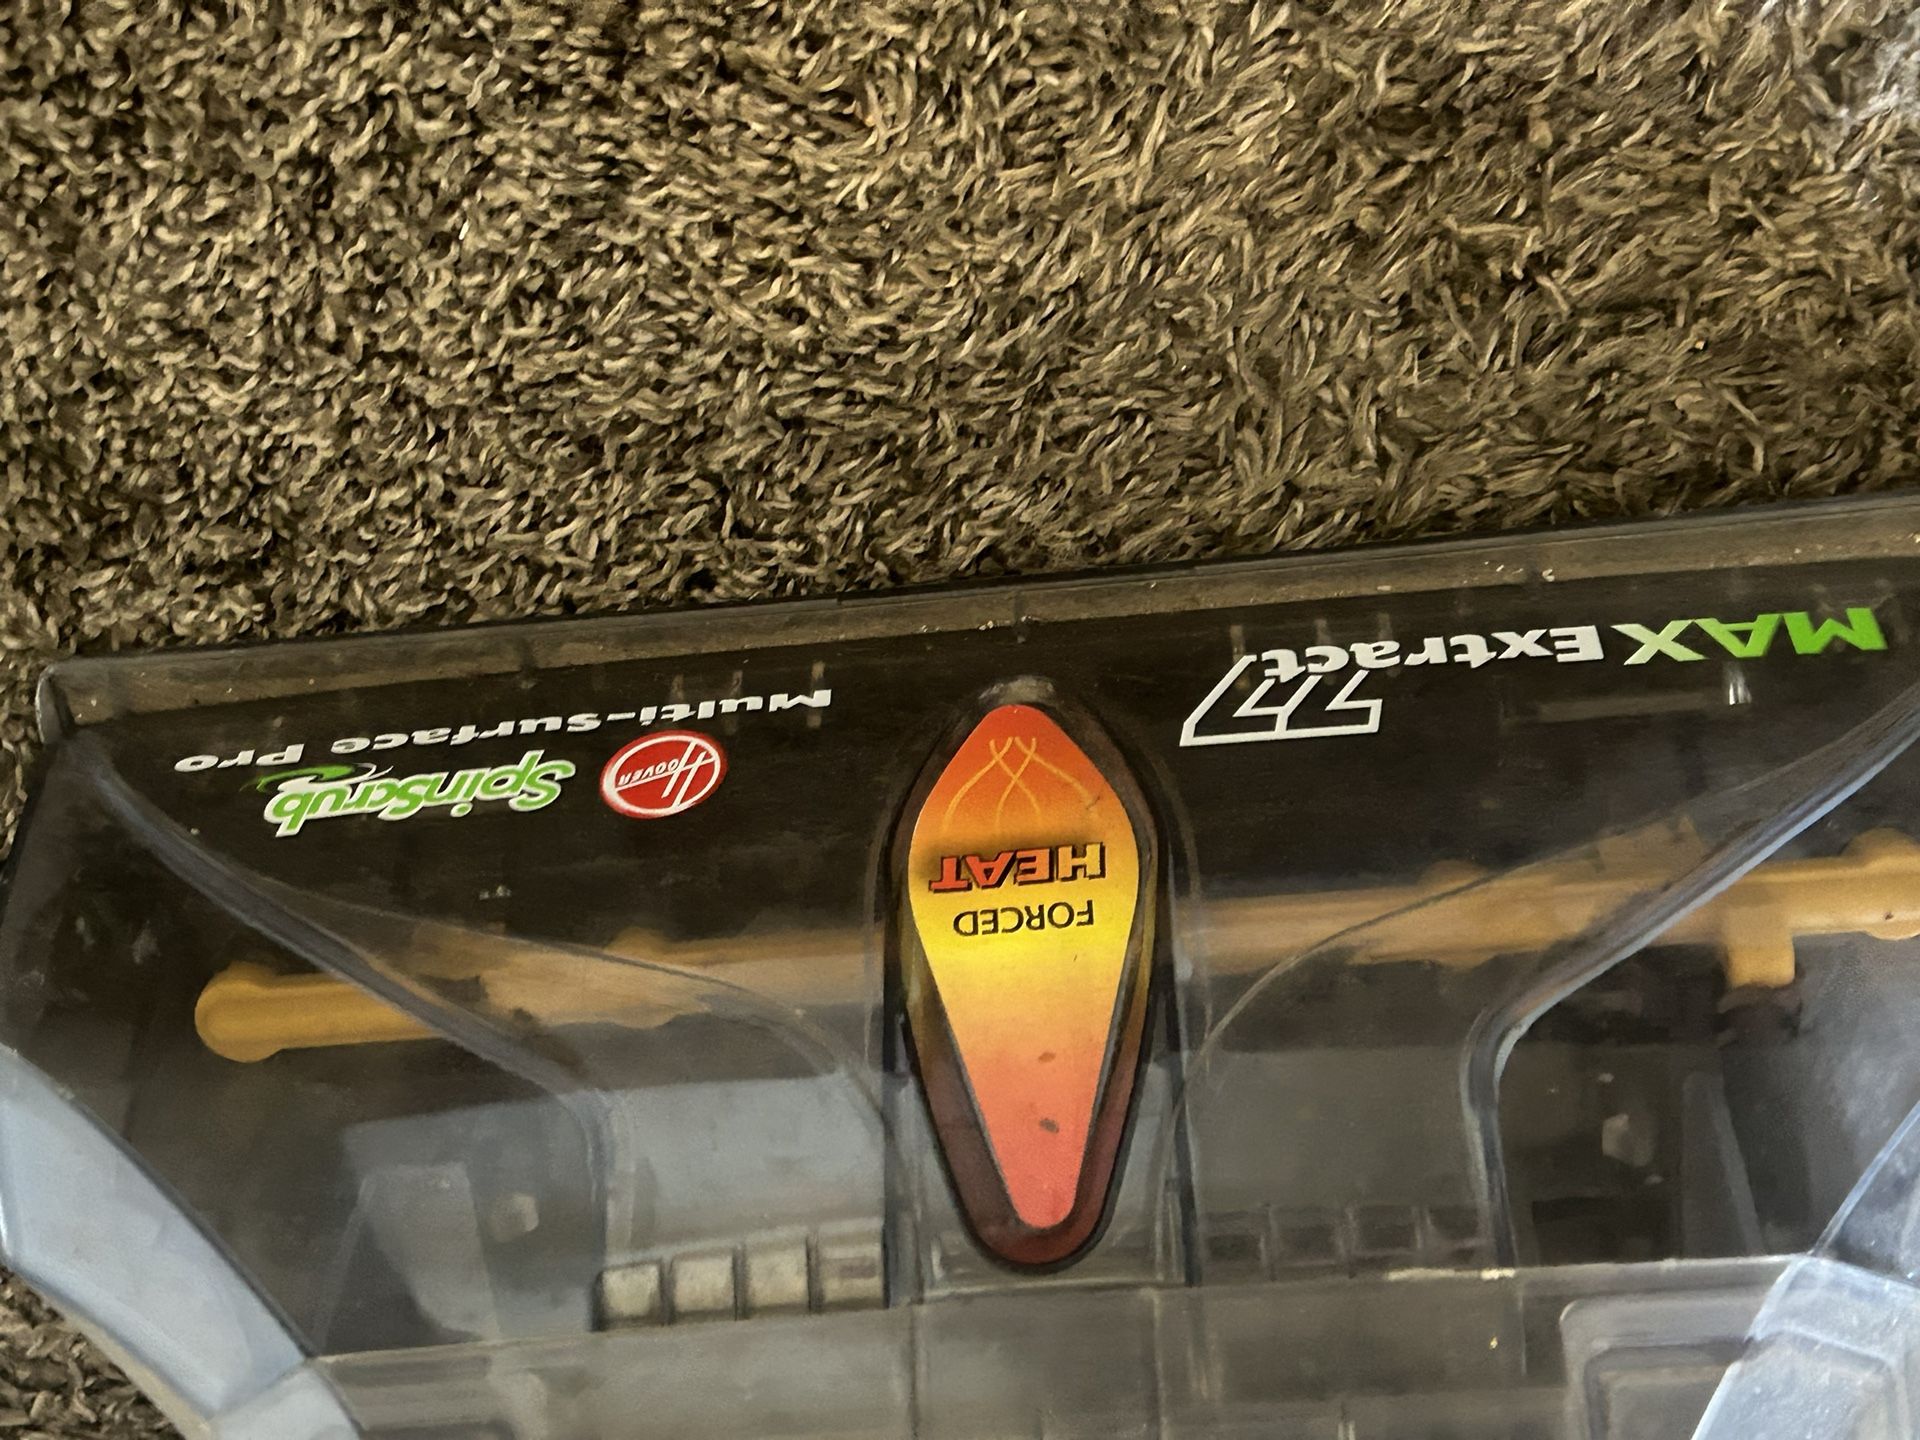 MAX Extract®
77
FORCED
HEAT
HOOVER
SpinScrub
Multi-Surface Pro